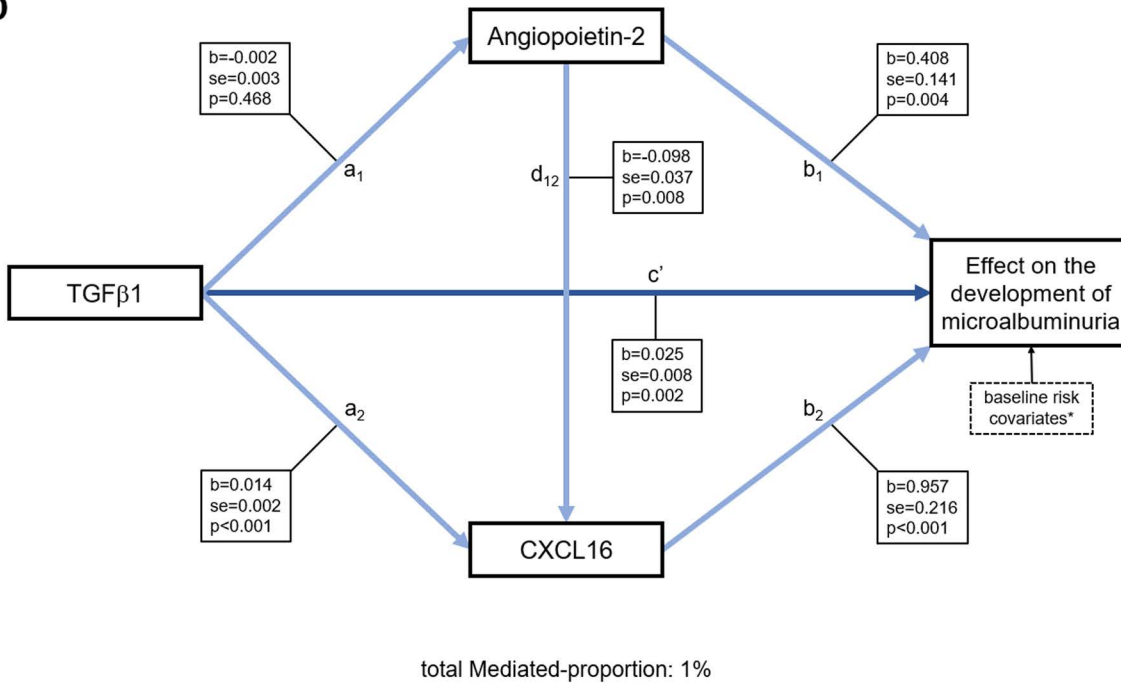 Angiopoietin-2
b=-0.002
se=0.003
p=0.468
b=0.408
se=0.141
p=0.004
a1
d12
b=-0.098
se=0.037
p=0.008
b1
TGFβ1
c’
Effect on the
development of
microalbuminuria
b=0.025
se=0.008
p=0.002
a2
b2
baseline risk
covariates*
b=0.014
se=0.002
p<0.001
b=0.957
se=0.216
p<0.001
CXCL16
total Mediated-proportion: 1%